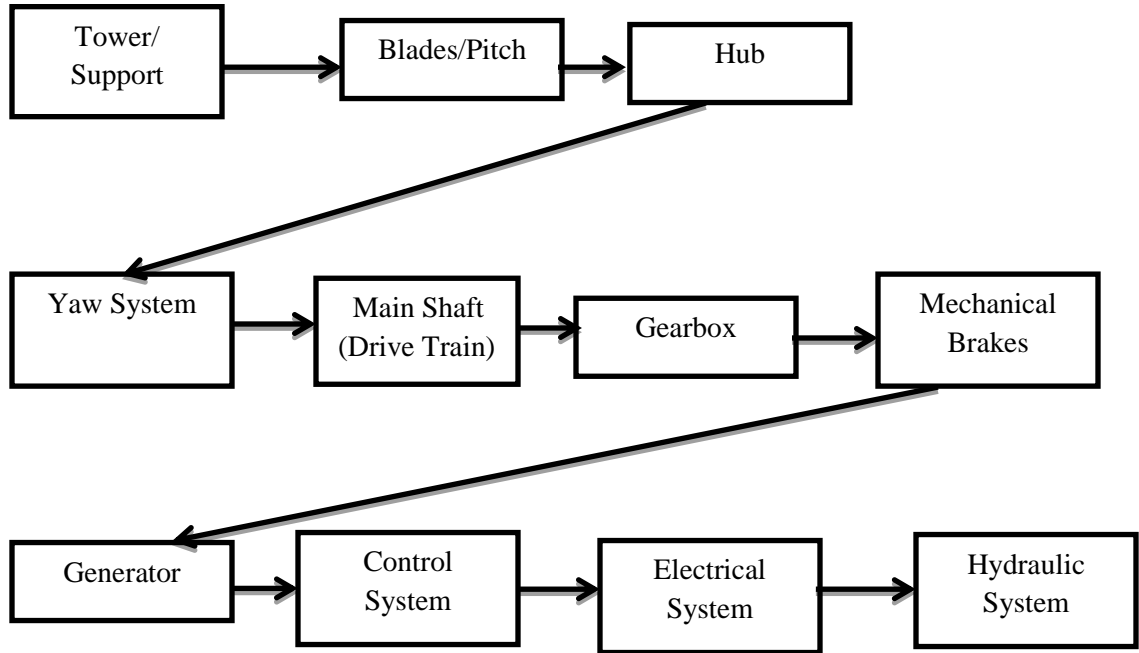 Tower/
Support
Blades/Pitch
Hub
Yaw System
Main Shaft
(Drive Train)
Gearbox
Mechanical
Brakes
Generator
Control
System
Electrical
System
Hydraulic
System